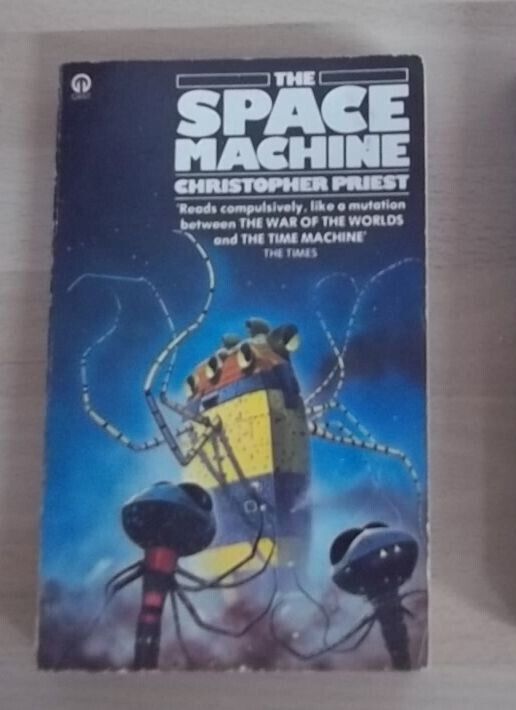 THE
SPACE
MACHINE
CHRISTOPHER PRIEST
'Reads compulsively, like a mutation
between THE WAR OF THE WORLDS
and THE TIME MACHINE'
THE TIMES